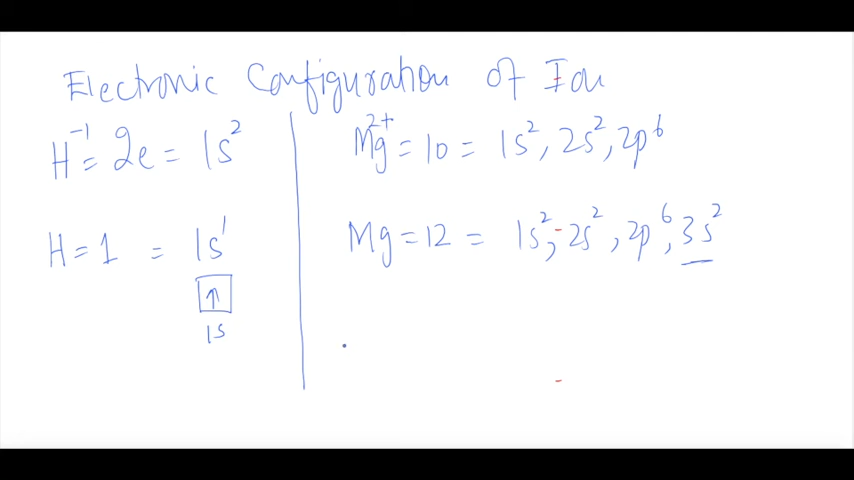 Electronic Configuration of Ion
H⁻¹ = 2e = 1s²
H = 1 = 1s¹
↑
1s
Mg²⁺ = 10 = 1s², 2s², 2p⁶
Mg = 12 = 1s², 2s², 2p⁶, 3s²